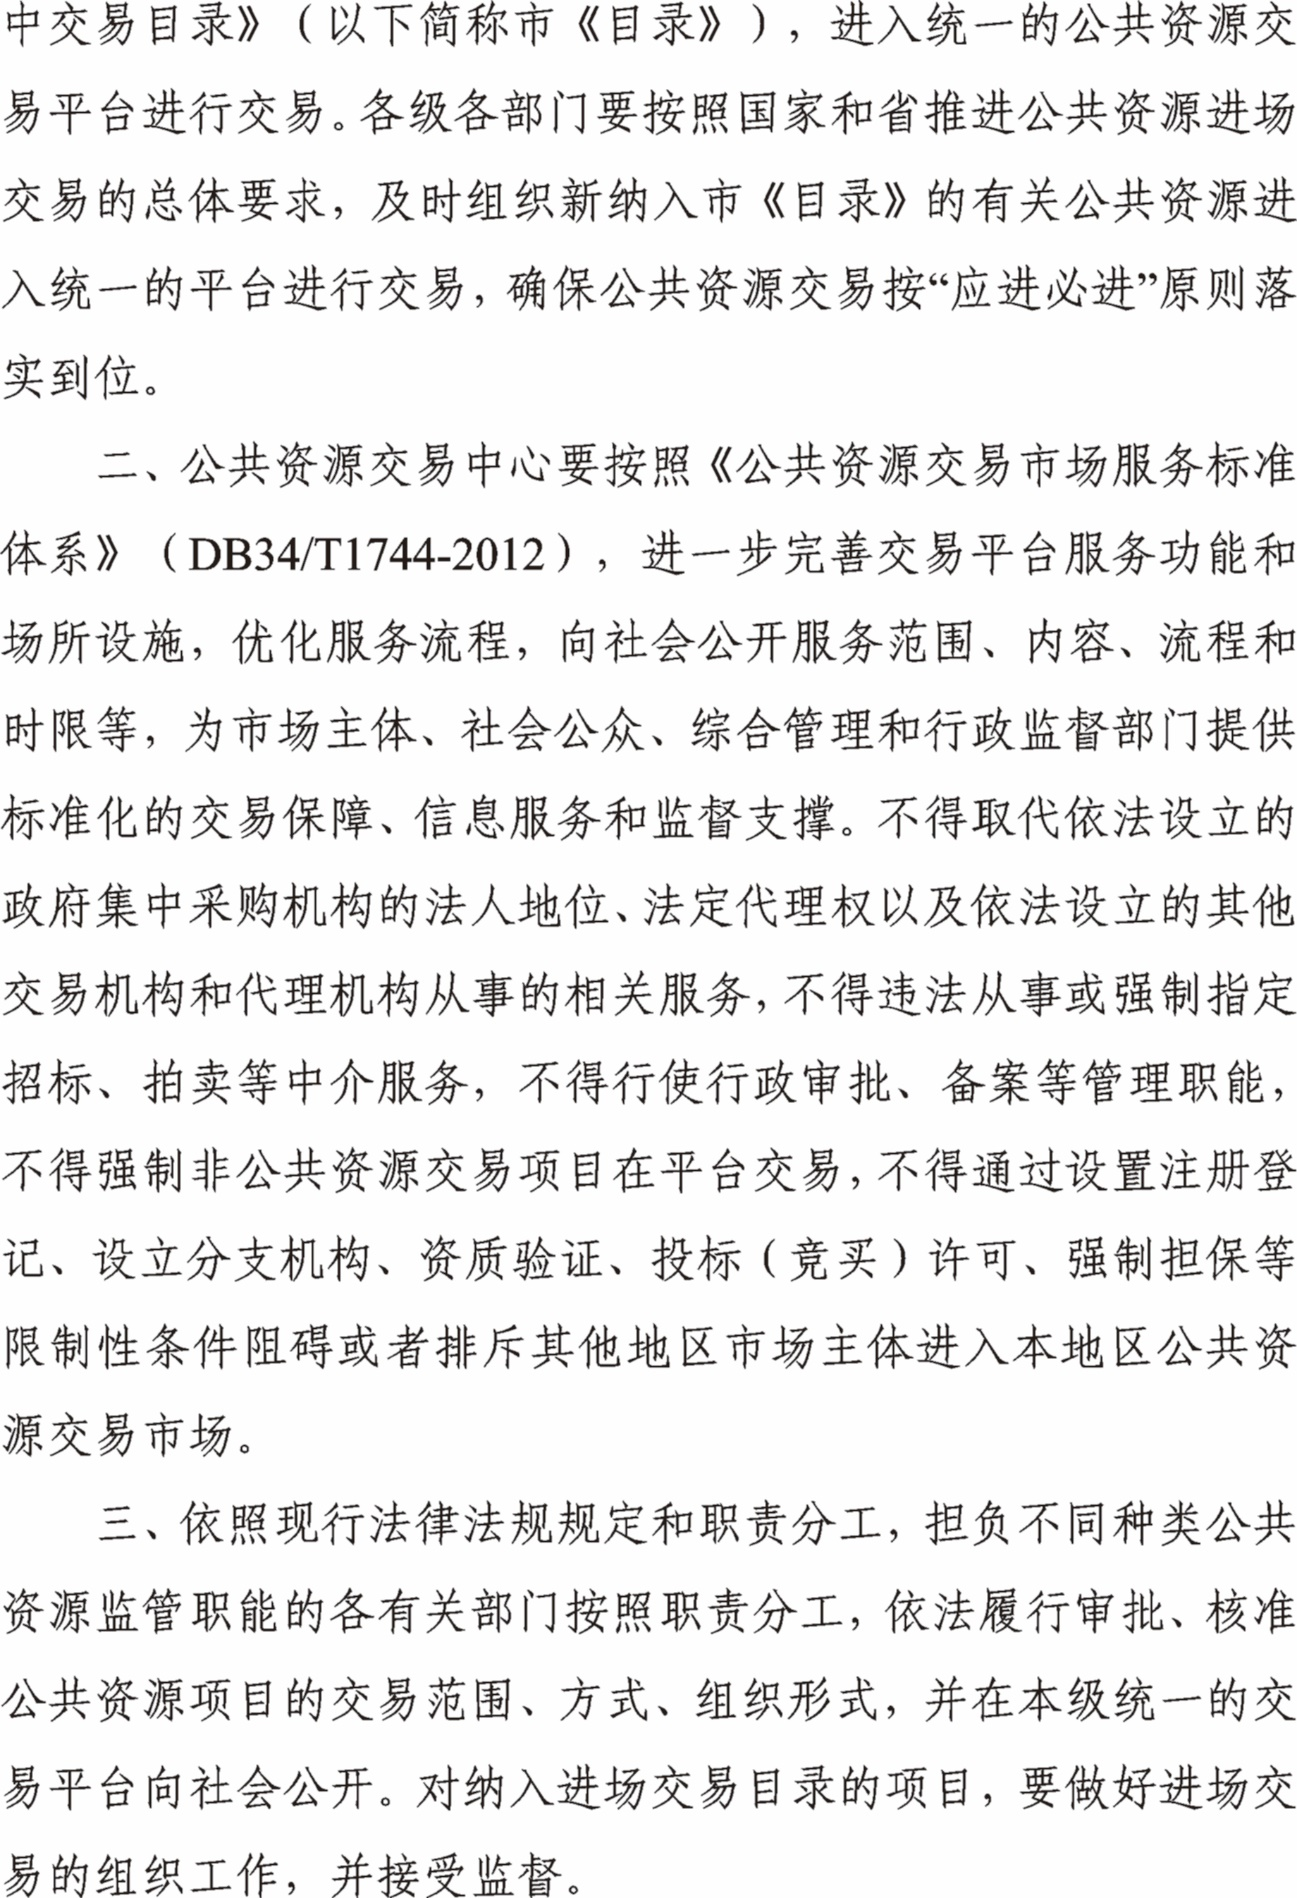 中交易目录》（以下简称市《目录》），进入统一的公共资源交
易平台进行交易。各级各部门要按照国家和省推进公共资源进场
交易的总体要求，及时组织新纳入市《目录》的有关公共资源进
入统一的平台进行交易，确保公共资源交易按“应进必进”原则落
实到位。
二、公共资源交易中心要按照《公共资源交易市场服务标准
体系》（DB34/T1744-2012），进一步完善交易平台服务功能和
场所设施，优化服务流程，向社会公开服务范围、内容、流程和
时限等，为市场主体、社会公众、综合管理和行政监督部门提供
标准化的交易保障、信息服务和监督支撑。不得取代依法设立的
政府集中采购机构的法人地位、法定代理权以及依法设立的其他
交易机构和代理机构从事的相关服务，不得违法从事或强制指定
招标、拍卖等中介服务，不得行使行政审批、备案等管理职能，
不得强制非公共资源交易项目在平台交易，不得通过设置注册登
记、设立分支机构、资质验证、投标（竞买）许可、强制担保等
限制性条件阻碍或者排斥其他地区市场主体进入本地区公共资
源交易市场。
三、依照现行法律法规规定和职责分工，担负不同种类公共
资源监管职能的各有关部门按照职责分工，依法履行审批、核准
公共资源项目的交易范围、方式、组织形式，并在本级统一的交
易平台向社会公开。对纳入进场交易目录的项目，要做好进场交
易的组织工作，并接受监督。